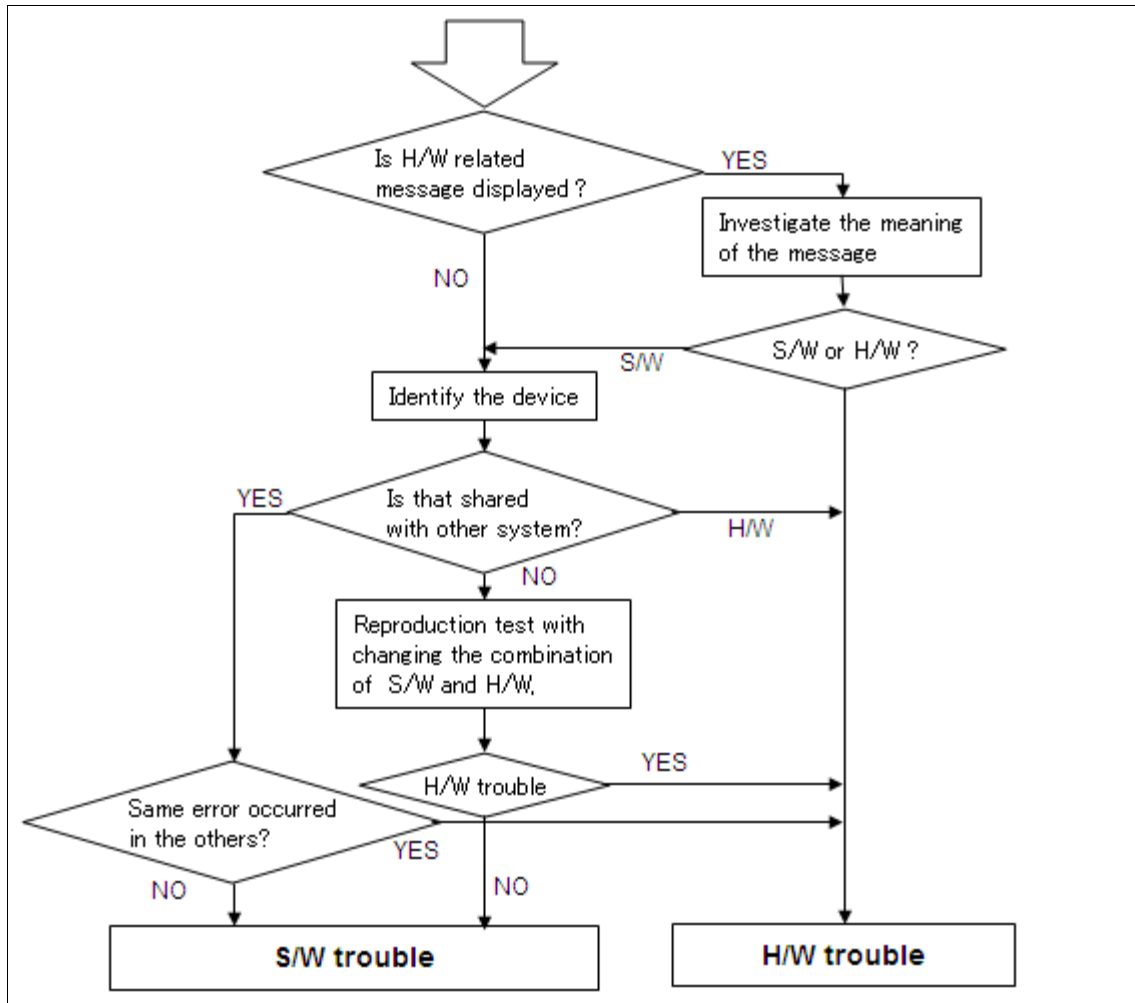 Is H/W related
message displayed ?
YES
Investigate the meaning
of the message
NO
S/W or H/W ?
S/W
Identify the device
YES
Is that shared
with other system?
H/W
NO
Reproduction test with
changing the combination
of S/W and H/W.
H/W trouble
YES
Same error occurred
in the others?
YES
NO
NO
S/W trouble
H/W trouble